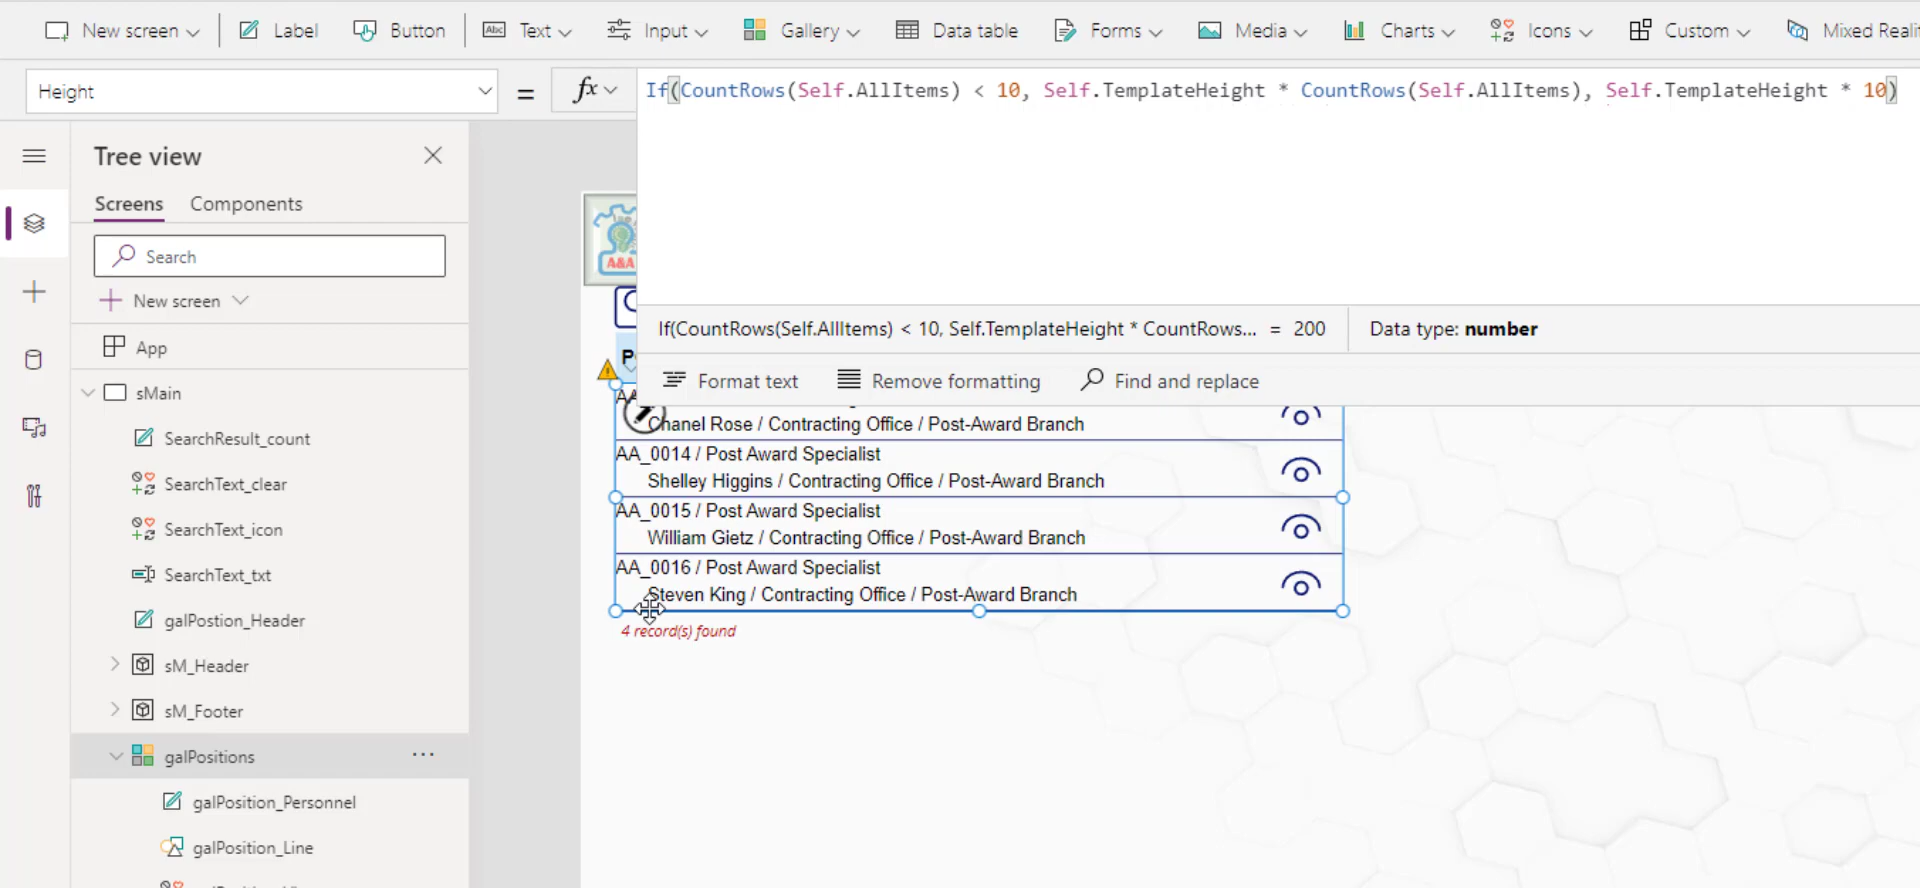 New screen
Label
Button
Abc Text
Input
Gallery
Data table
Forms
Media
Charts
Icons
Custom
Mixed Reali
Height
=
fx
If(CountRows(Self.AllItems) < 10, Self.TemplateHeight * CountRows(Self.AllItems), Self.TemplateHeight * 10)
Tree view
Screens
Components
Search
New screen
App
sMain
SearchResult_count
SearchText_clear
SearchText_icon
SearchText_txt
galPostion_Header
sM_Header
sM_Footer
galPositions
galPosition_Personnel
galPosition_Line
A&A
If(CountRows(Self.AllItems) < 10, Self.TemplateHeight * CountRows... = 200
Data type: number
Format text
Remove formatting
Find and replace
Chanel Rose / Contracting Office / Post-Award Branch
AA_0014 / Post Award Specialist
Shelley Higgins / Contracting Office / Post-Award Branch
AA_0015 / Post Award Specialist
William Gietz / Contracting Office / Post-Award Branch
AA_0016 / Post Award Specialist
Steven King / Contracting Office / Post-Award Branch
4 record(s) found